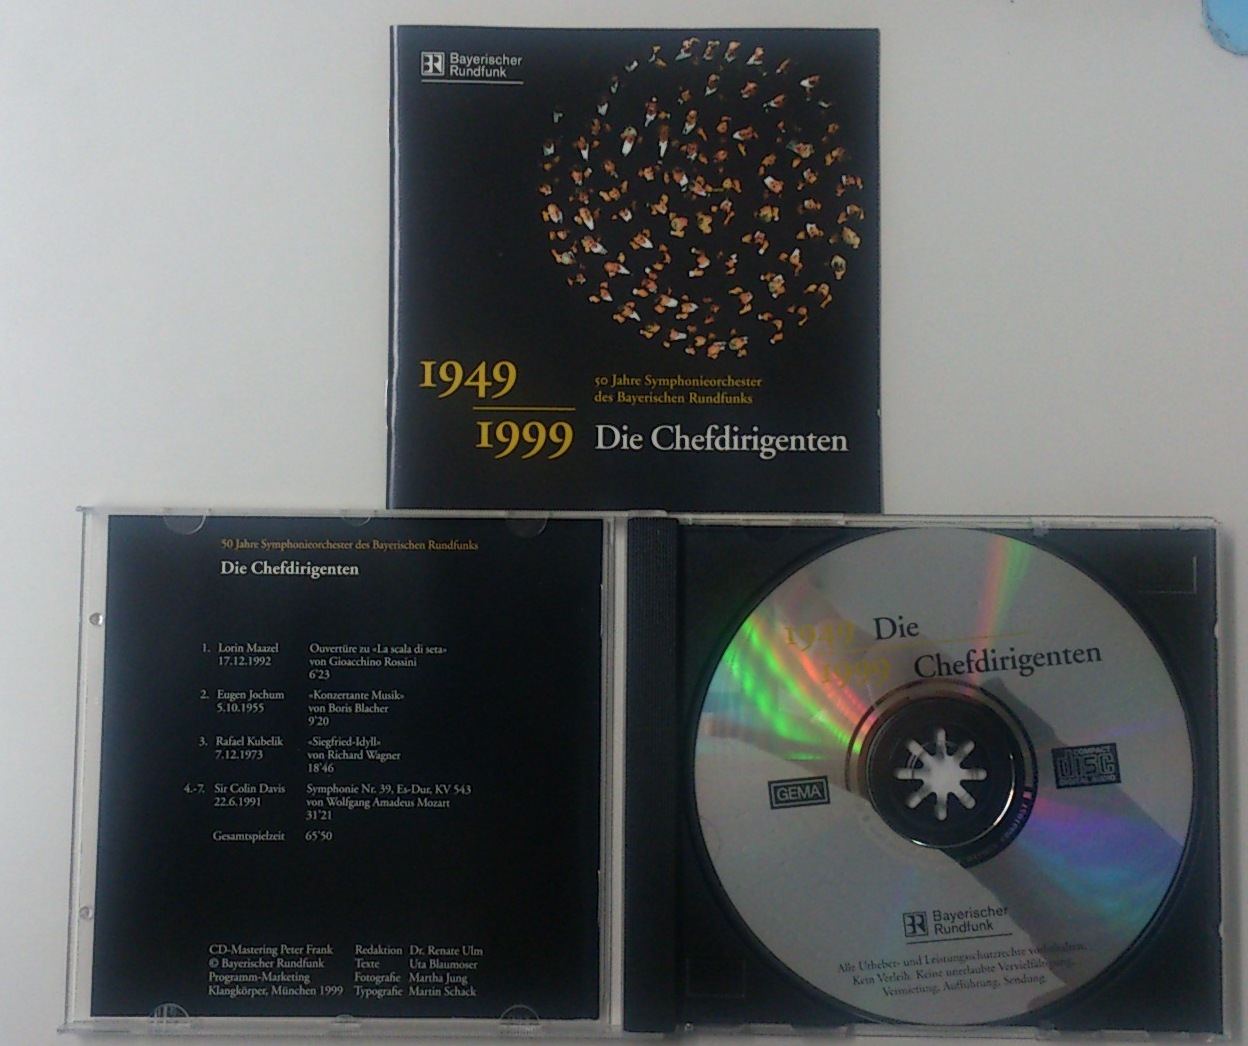 Bayerischer
Rundfunk
1949
1999
50 Jahre Symphonieorchester
des Bayerischen Rundfunks
Die Chefdirigenten
50 Jahre Symphonieorchester des Bayerischen Rundfunks
Die Chefdirigenten
1. Lorin Maazel Ouvertüre zu «La scala di seta»
17.12.1992 von Gioacchino Rossini
6'23
2. Eugen Jochum «Konzertante Musik»
5.10.1955 von Boris Blacher
9'20
3. Rafael Kubelik «Siegfried-Idyll»
7.12.1973 von Richard Wagner
18'46
4.-7. Sir Colin Davis Symphonie Nr. 39, Es-Dur, KV 543
22.6.1991 von Wolfgang Amadeus Mozart
31'21
Gesamtspielzeit 65'50
CD-Mastering Peter Frank Redaktion Dr. Renate Ulm
© Bayerischer Rundfunk Texte Uta Blaumoser
Programm-Marketing Fotografie Martha Jung
Klangkörper, München 1999 Typografie Martin Schack
1949 Die
1999 Chefdirigenten
GEMA
COMPACT
disc
DIGITAL AUDIO
Bayerischer
Rundfunk
Alle Urheber- und Leistungsschutzrechte vorbehalten.
Kein Verleih. Keine unerlaubte Vervielfältigung,
Vermietung, Aufführung, Sendung.